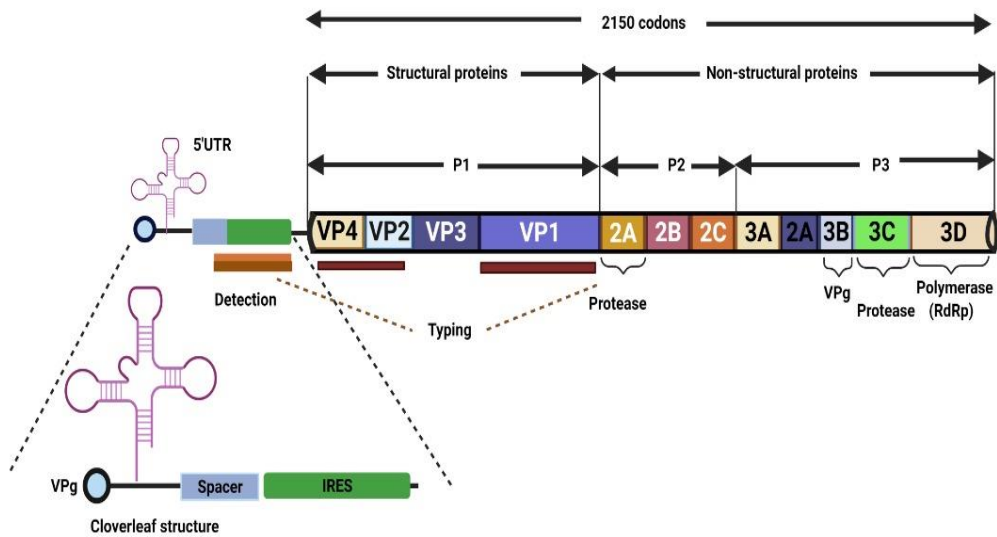 2150 codons
Structural proteins
Non-structural proteins
5'UTR
P1
P2
P3
VP4 VP2 VP3 VP1 2A 2B 2C 3A 2A 3B 3C 3D
Detection
Typing
Protease
VPg
Protease
Polymerase
(RdRp)
VPg
Spacer
IRES
Cloverleaf structure